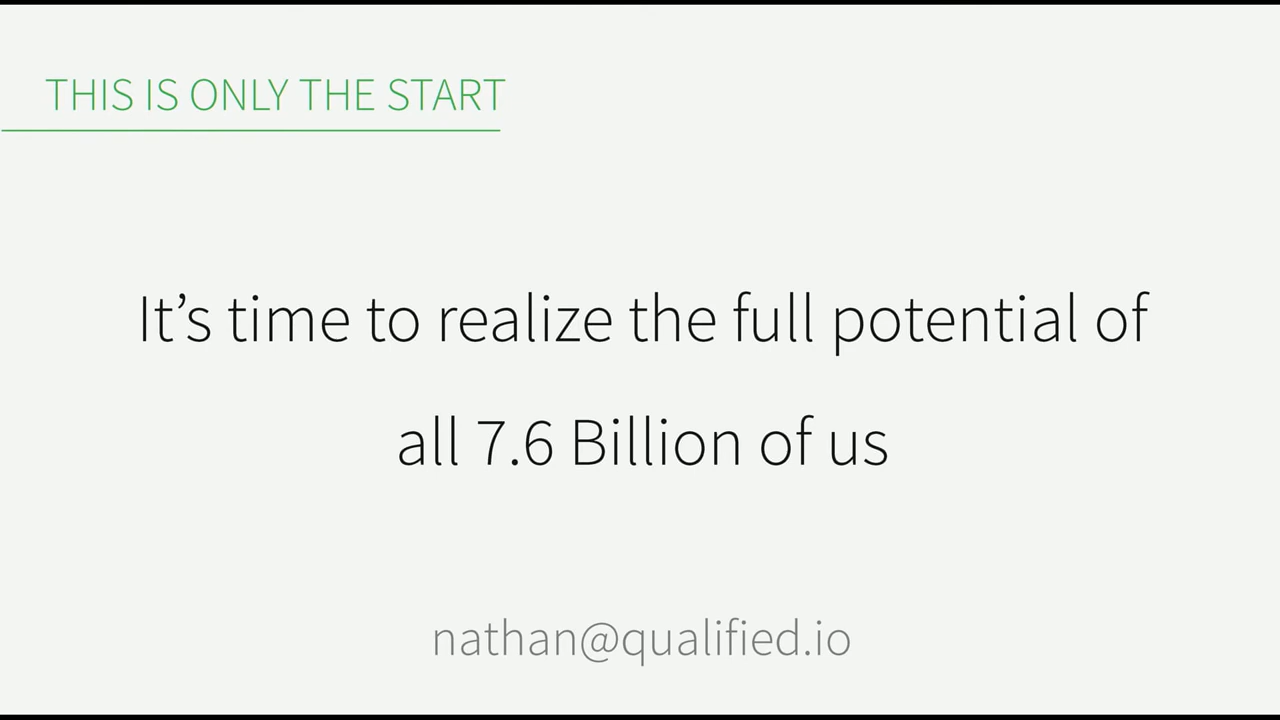 THIS IS ONLY THE START
It’s time to realize the full potential of
all 7.6 Billion of us
nathan@qualified.io